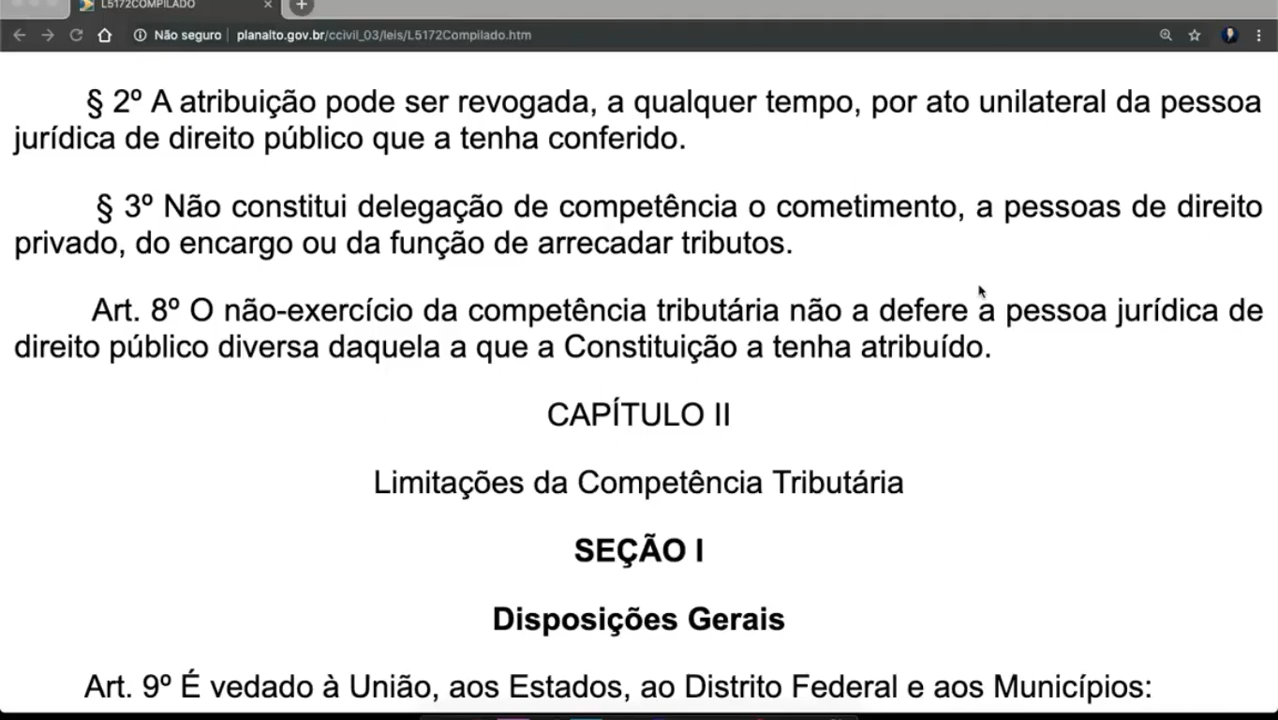 L5172COMPILADO
Não seguro planalto.gov.br/ccivil_03/leis/L5172Compilado.htm
§ 2º A atribuição pode ser revogada, a qualquer tempo, por ato unilateral da pessoa
jurídica de direito público que a tenha conferido.
§ 3º Não constitui delegação de competência o cometimento, a pessoas de direito
privado, do encargo ou da função de arrecadar tributos.
Art. 8º O não-exercício da competência tributária não a defere a pessoa jurídica de
direito público diversa daquela a que a Constituição a tenha atribuído.
CAPÍTULO II
Limitações da Competência Tributária
SEÇÃO I
Disposições Gerais
Art. 9º É vedado à União, aos Estados, ao Distrito Federal e aos Municípios: